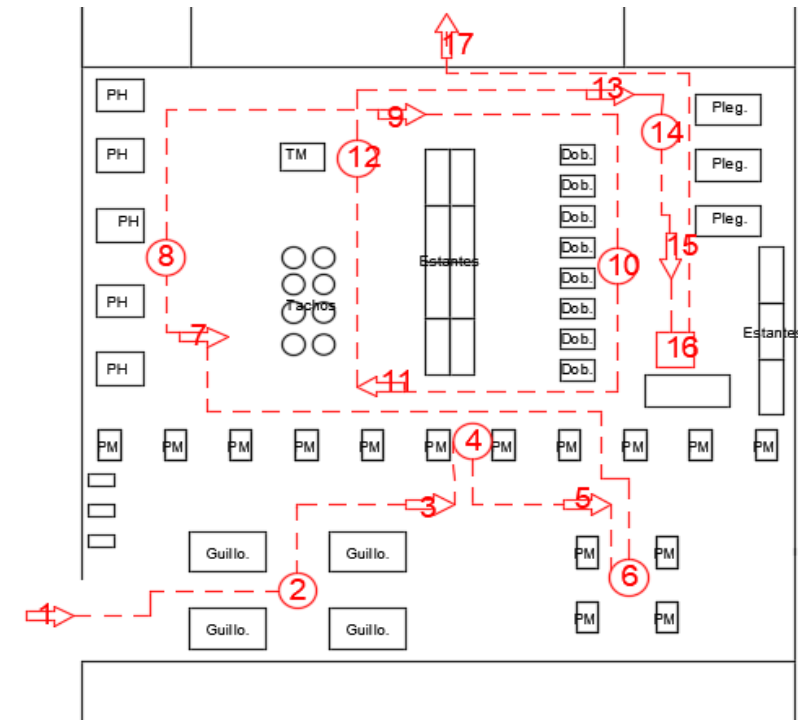 17
PH
13
Pleg.
9
14
PH
TM
12
Dob.
Pleg.
Dob.
PH
Dob.
Pleg.
Dob.
15
8
Estantes
10
Dob.
PH
Tachos
Dob.
7
Dob.
16
Estantes
PH
Dob.
11
PM
PM
PM
PM
PM
PM
4
PM
PM
PM
PM
PM
3
5
Guillo.
Guillo.
PM
PM
2
6
1
Guillo.
Guillo.
PM
PM